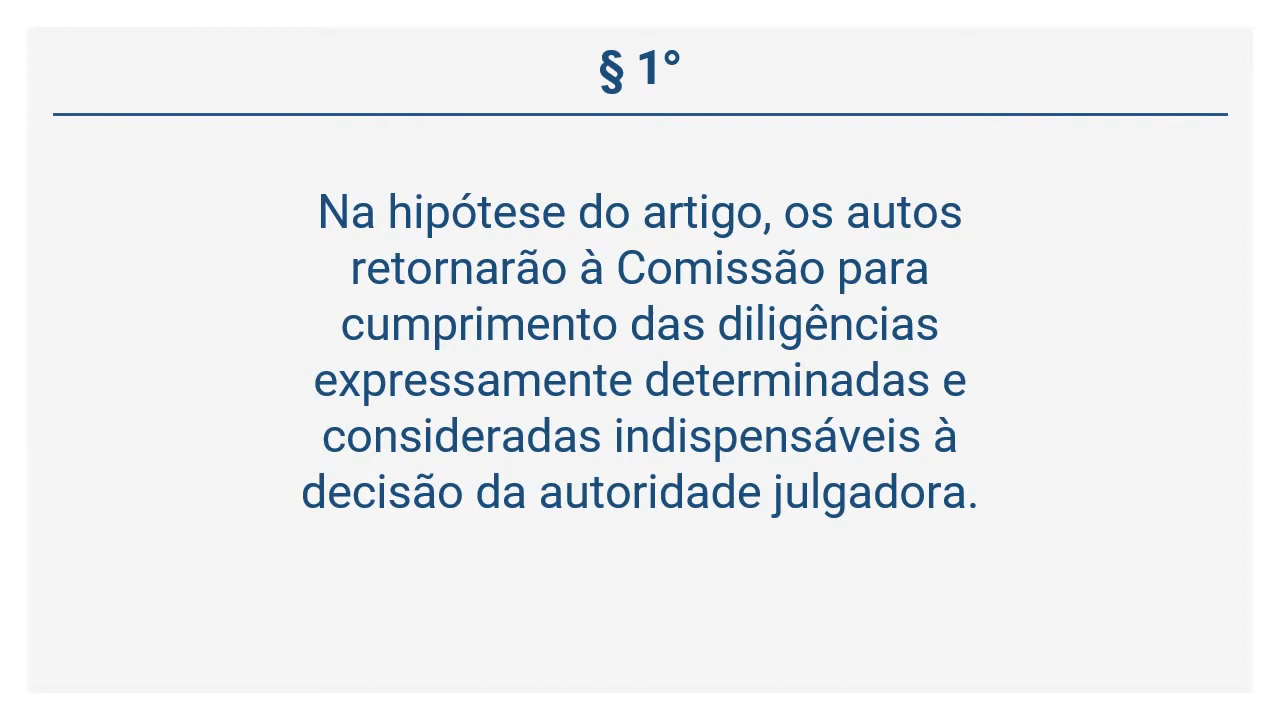 § 1°
Na hipótese do artigo, os autos
retornarão à Comissão para
cumprimento das diligências
expressamente determinadas e
consideradas indispensáveis à
decisão da autoridade julgadora.